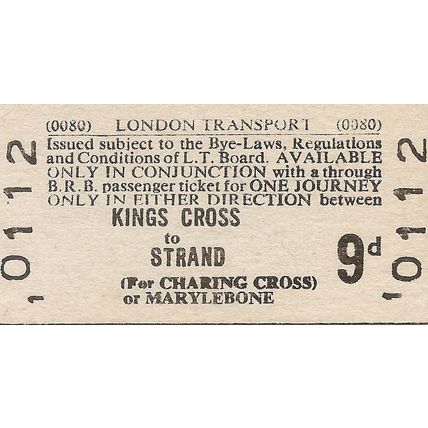 (0080) LONDON TRANSPORT (0080)
Issued subject to the Bye-Laws, Regulations
and Conditions of L.T. Board. AVAILABLE
ONLY IN CONJUNCTION with a through
B.R.B. passenger ticket for ONE JOURNEY
ONLY IN EITHER DIRECTION between
KINGS CROSS
to
STRAND
9d
(For CHARING CROSS)
or MARYLEBONE
10112
10112